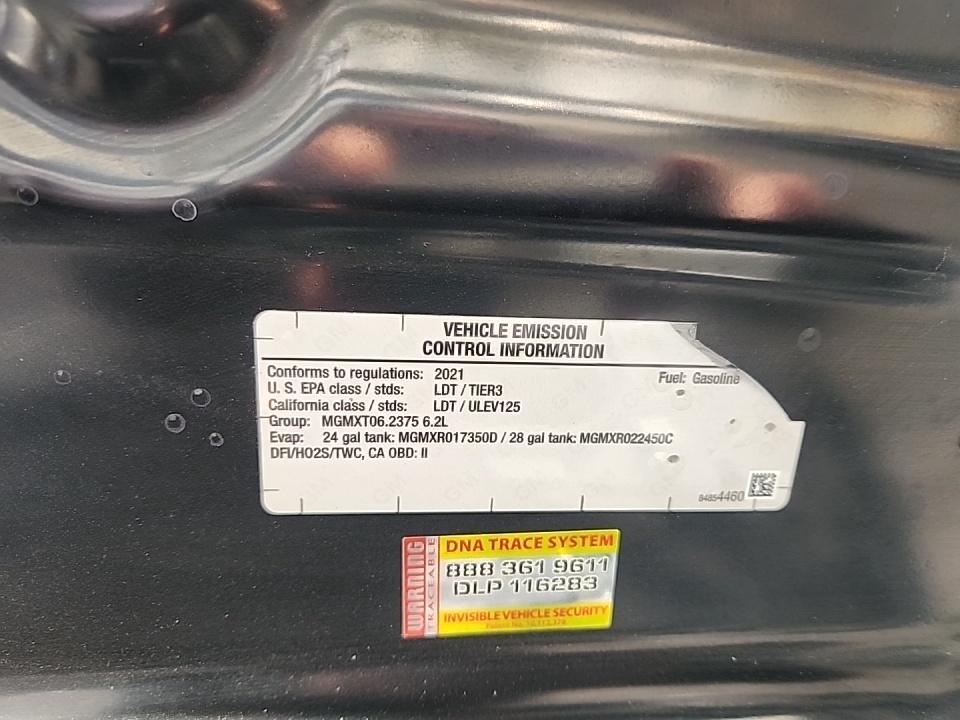 VEHICLE EMISSION
CONTROL INFORMATION
Conforms to regulations: 2021
Fuel: Gasoline
U. S. EPA class / stds: LDT / TIER3
California class / stds: LDT / ULEV125
Group: MGMXT06.2375 6.2L
Evap: 24 gal tank: MGMXR017350D / 28 gal tank: MGMXR022450C
DFI/HO2S/TWC, CA OBD: II
84854460
WARNING
TRACEABLE
DNA TRACE SYSTEM
888 361 9611
DLP 116283
INVISIBLE VEHICLE SECURITY